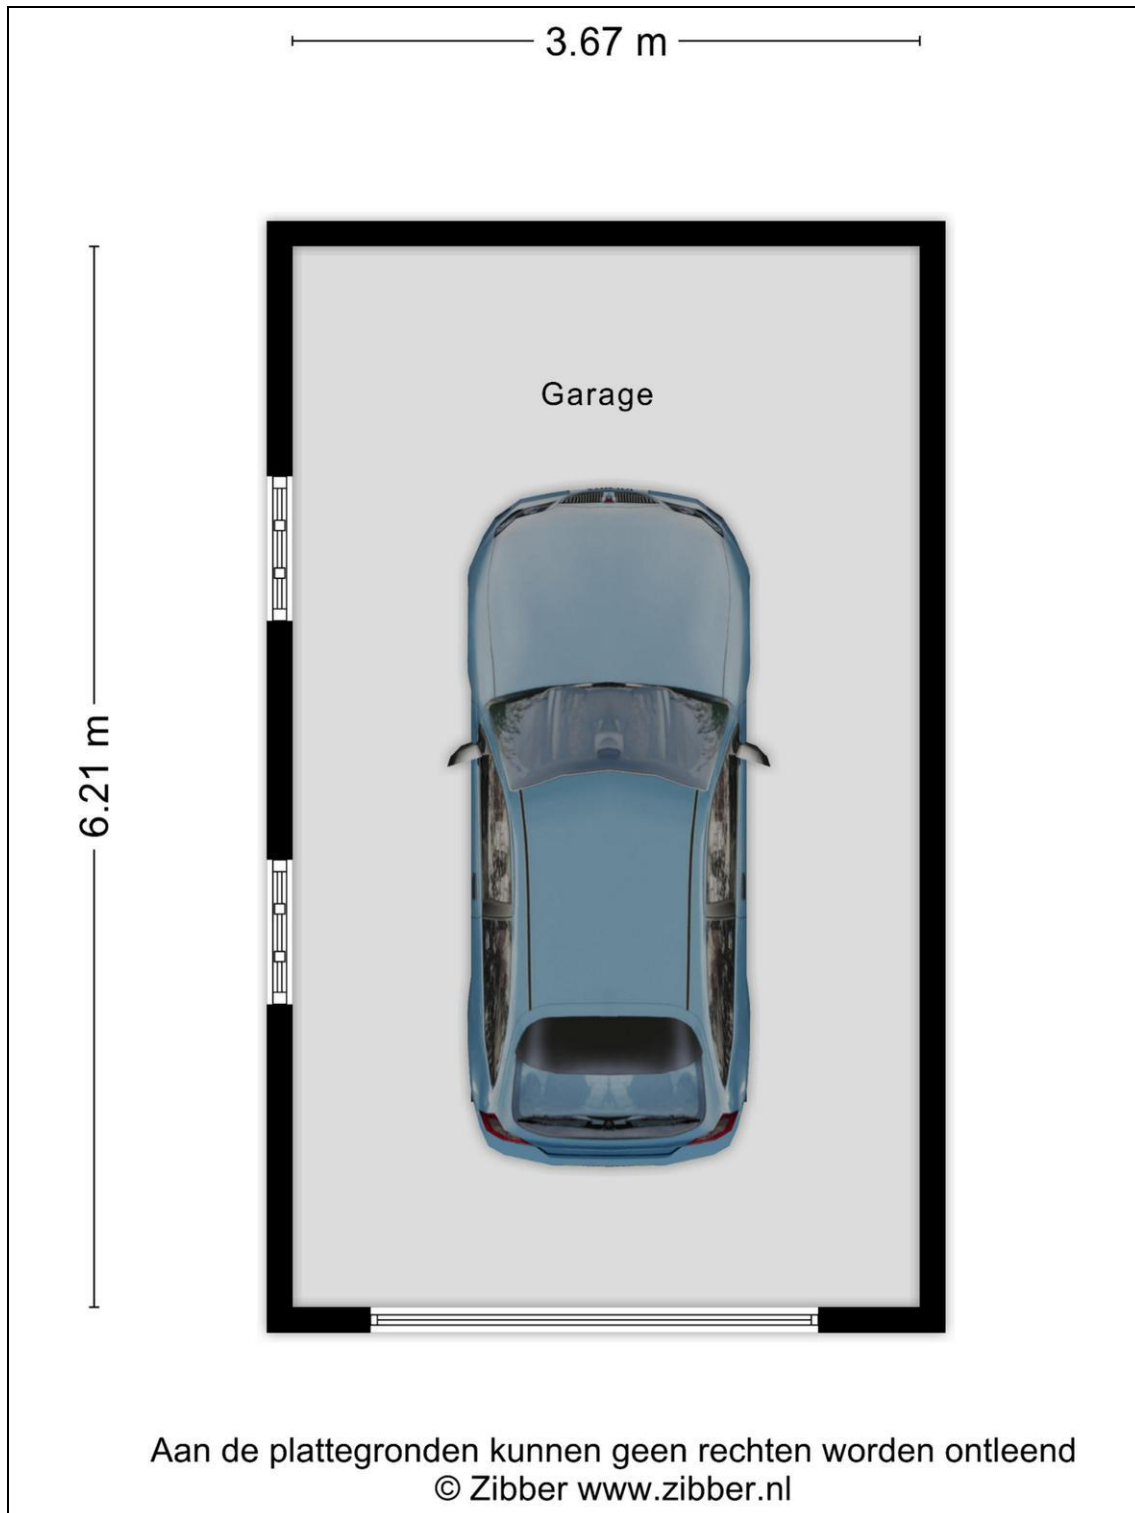 3.67 m
Garage
6.21 m
Aan de plattegronden kunnen geen rechten worden ontleend
© Zibber www.zibber.nl